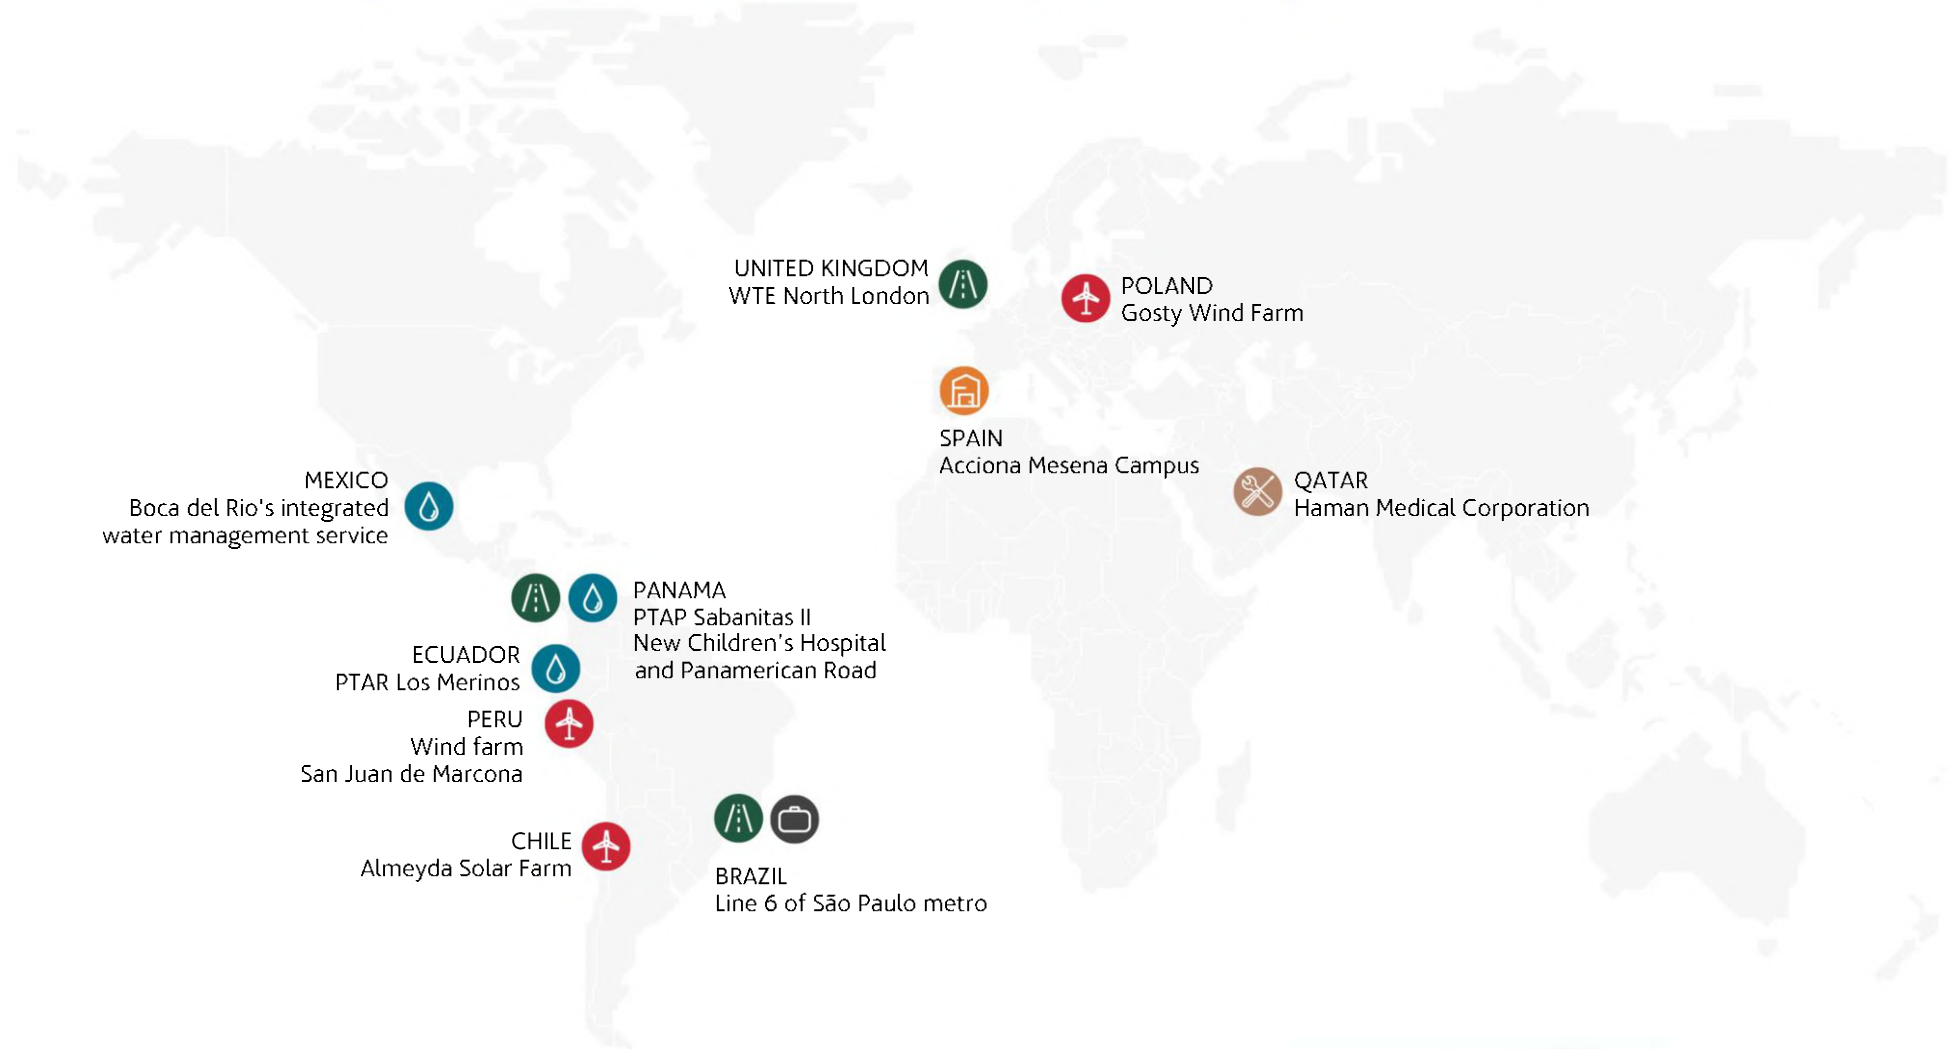 UNITED KINGDOM
WTE North London
POLAND
Gosty Wind Farm
SPAIN
Acciona Mesena Campus
MEXICO
Boca del Rio's integrated
water management service
QATAR
Haman Medical Corporation
PANAMA
PTAP Sabanitas II
New Children's Hospital
and Panamerican Road
ECUADOR
PTAR Los Merinos
PERU
Wind farm
San Juan de Marcona
CHILE
Almeyda Solar Farm
BRAZIL
Line 6 of São Paulo metro